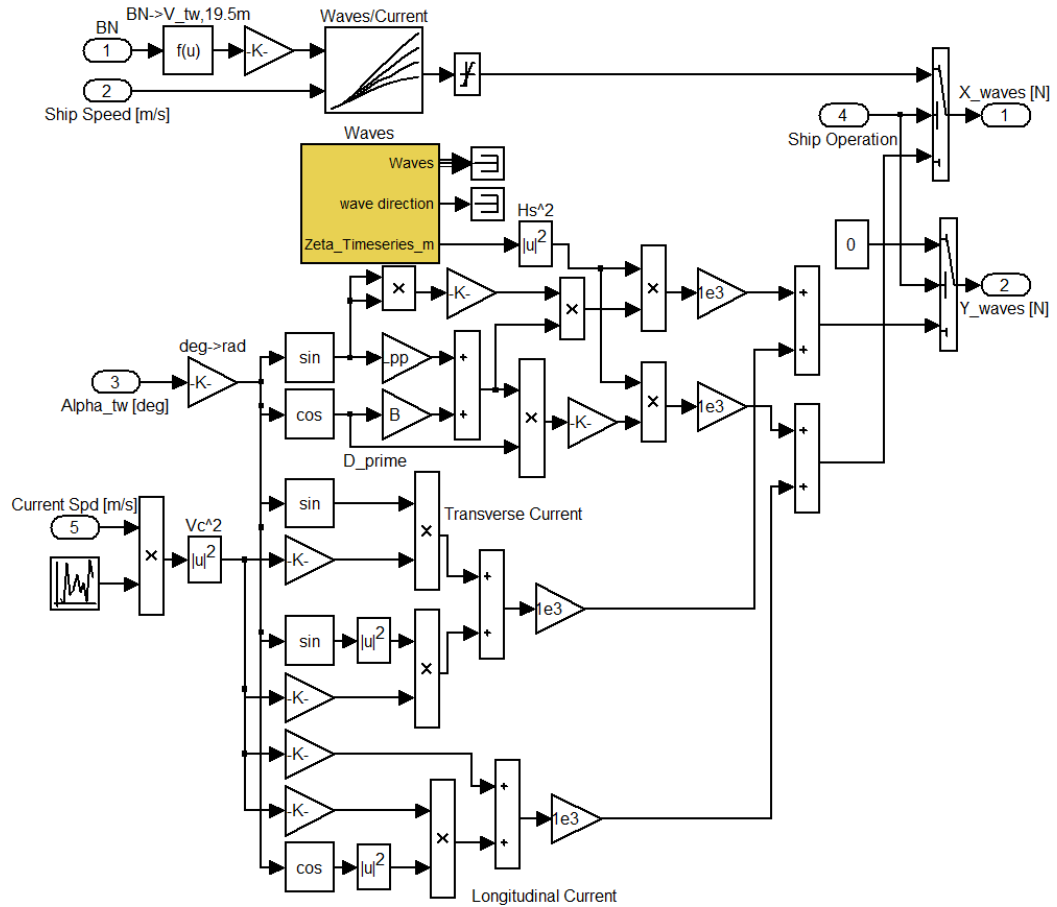 BN->V_tw,19.5m
Waves/Current
BN
1
f(u)
-K-
2
Ship Speed [m/s]
X_waves [N]
1
4
Ship Operation
Waves
Waves
wave direction
Zeta_Timeseries_m
Hs^2
|u|2
0
2
Y_waves [N]
×
-K-
×
×
1e3
+
+
deg->rad
sin
_pp
+
3
-K-
Alpha_tw [deg]
cos
B
+
×
-K-
×
1e3
+
+
D_prime
Current Spd [m/s]
5
×
Vc^2
|u|2
sin
-K-
×
Transverse Current
+
+
1e3
sin
|u|2
×
-K-
-K-
+
+
1e3
-K-
×
cos
|u|2
Longitudinal Current